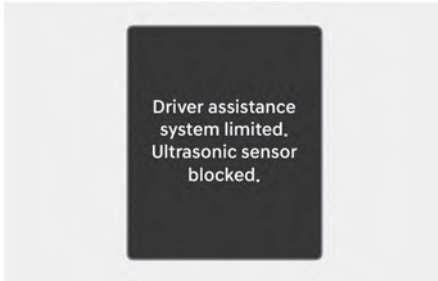 Driver assistance
system limited.
Ultrasonic sensor
blocked.